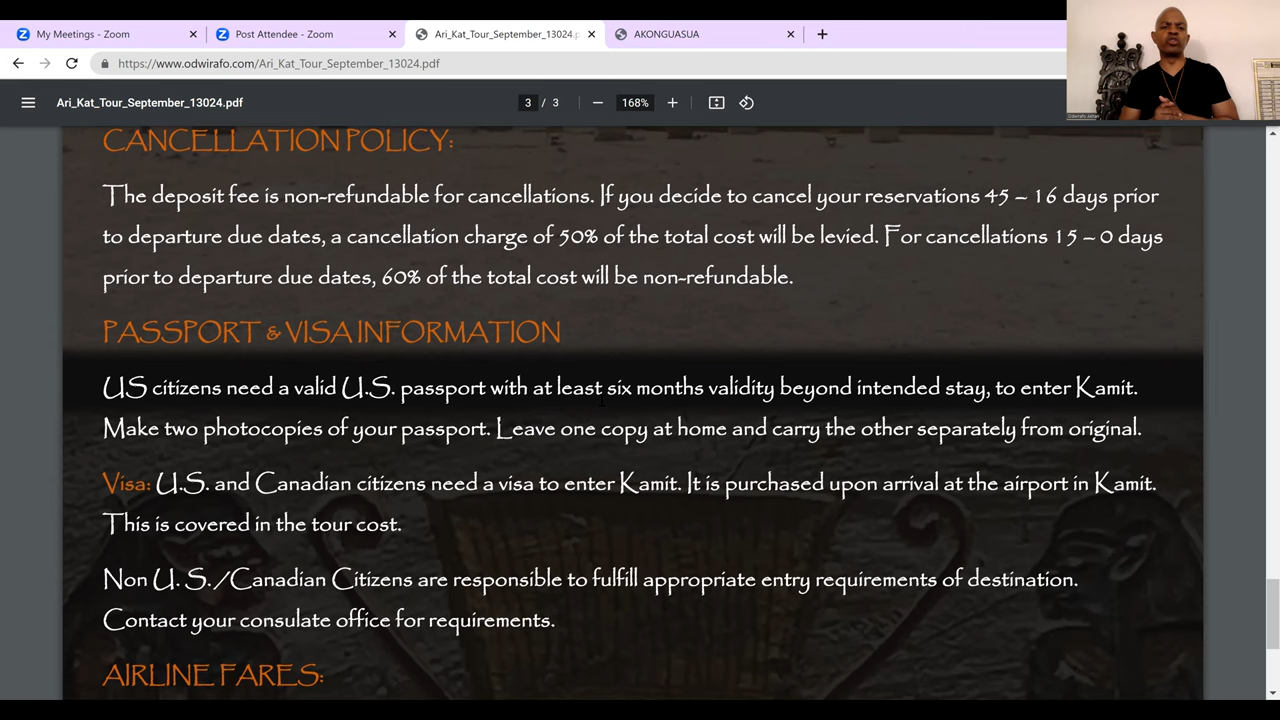 My Meetings - Zoom
Post Attendee - Zoom
Ari_Kat_Tour_September_13024.p
AKONGUASUA
https://www.odwirafo.com/Ari_Kat_Tour_September_13024.pdf
Ari_Kat_Tour_September_13024.pdf
3 / 3
168%
CANCELLATION POLICY:
The deposit fee is non-refundable for cancellations. If you decide to cancel your reservations 45 – 16 days prior
to departure due dates, a cancellation charge of 50% of the total cost will be levied. For cancellations 15 – 0 days
prior to departure due dates, 60% of the total cost will be non-refundable.
PASSPORT & VISA INFORMATION
US citizens need a valid U.S. passport with at least six months validity beyond intended stay, to enter Kamit.
Make two photocopies of your passport. Leave one copy at home and carry the other separately from original.
Visa: U.S. and Canadian citizens need a visa to enter Kamit. It is purchased upon arrival at the airport in Kamit.
This is covered in the tour cost.
Non U. S./Canadian Citizens are responsible to fulfill appropriate entry requirements of destination.
Contact your consulate office for requirements.
AIRLINE FARES: